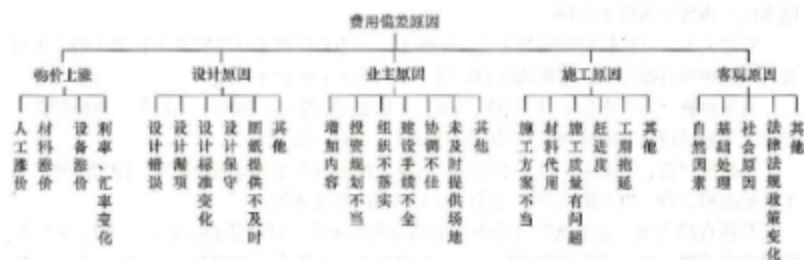 费用偏差原因
物价上涨
设计原因
业主原因
施工原因
客观原因
人工涨价
材料涨价
设备涨价
利率、汇率变化
设计错误
设计漏项
设计标准变化
设计保守
图纸提供不及时
其他
增加内容
投资规划不当
组织不落实
建设手续不全
协调不佳
未及时提供场地
其他
施工方案不当
材料代用
施工质量有问题
赶进度
工期拖延
其他
自然因素
基础处理
社会原因
法律法规政策变化
其他